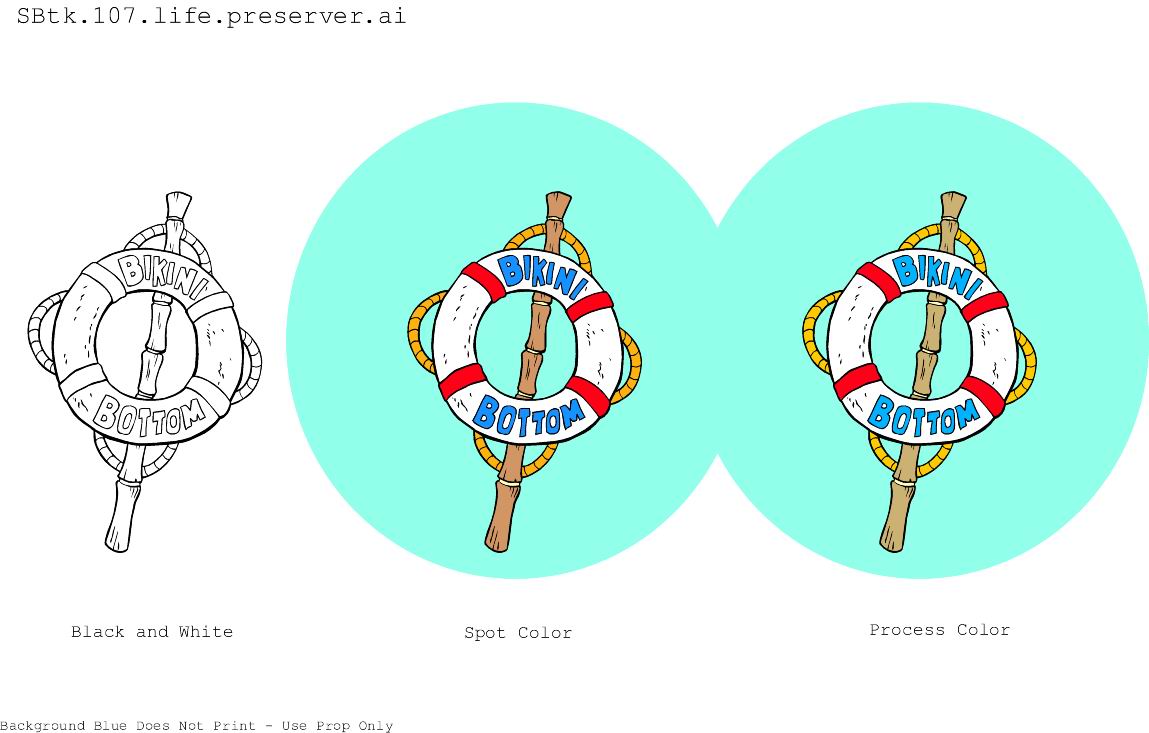 SBtk.107.life.preserver.ai
BIKINI
BOTTOM
BIKINI
BOTTOM
BIKINI
BOTTOM
Black and White
Spot Color
Process Color
Background Blue Does Not Print - Use Prop Only